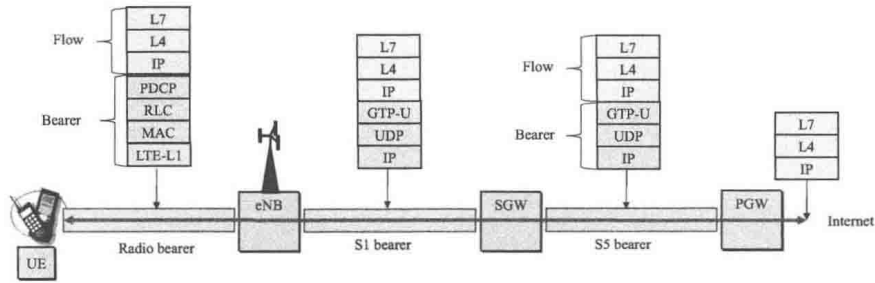 Flow
L7
L4
IP
Bearer
PDCP
RLC
MAC
LTE-L1
L7
L4
IP
GTP-U
UDP
IP
Flow
L7
L4
IP
Bearer
GTP-U
UDP
IP
L7
L4
IP
eNB
SGW
PGW
Internet
Radio bearer
S1 bearer
S5 bearer
UE